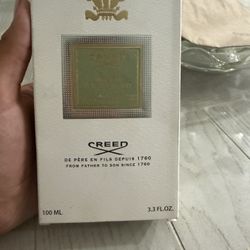 CREED
DE PÈRE EN FILS DEPUIS 1760
FROM FATHER TO SON SINCE 1760
100 ML 3.3 FL.OZ.